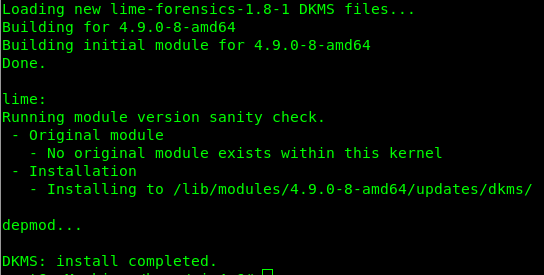 Loading new lime-forensics-1.8-1 DKMS files...
Building for 4.9.0-8-amd64
Building initial module for 4.9.0-8-amd64
Done.
lime:
Running module version sanity check.
- Original module
- No original module exists within this kernel
- Installation
- Installing to /lib/modules/4.9.0-8-amd64/updates/dkms/
depmod...
DKMS: install completed.